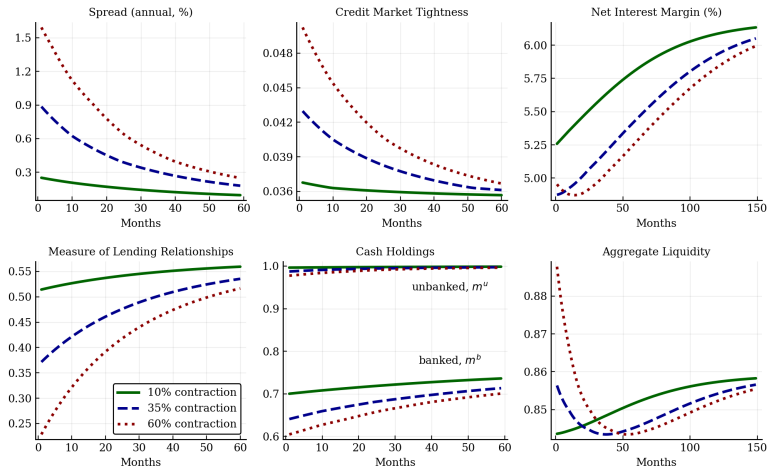 Spread (annual, %)
1.5
1.2
0.9
0.6
0.3
0 10 20 30 40 50 60
Months
Credit Market Tightness
0.048
0.045
0.042
0.039
0.036
0 10 20 30 40 50 60
Months
Net Interest Margin (%)
6.00
5.75
5.50
5.25
5.00
0 50 100 150
Months
Measure of Lending Relationships
0.55
0.50
0.45
0.40
0.35
0.30
0.25
10% contraction
35% contraction
60% contraction
0 10 20 30 40 50 60
Months
Cash Holdings
1.0
0.9
0.8
0.7
0.6
unbanked, mᵘ
banked, mᵇ
0 10 20 30 40 50 60
Months
Aggregate Liquidity
0.88
0.87
0.86
0.85
0 50 100 150
Months